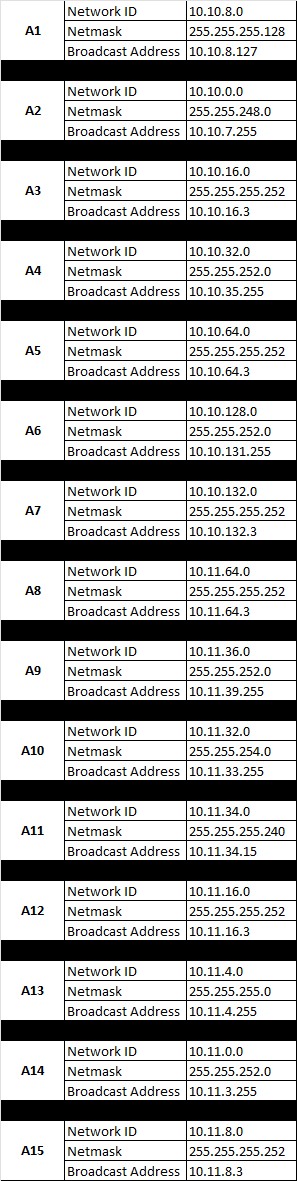 A1
Network ID 10.10.8.0
Netmask 255.255.255.128
Broadcast Address 10.10.8.127
A2
Network ID 10.10.0.0
Netmask 255.255.248.0
Broadcast Address 10.10.7.255
A3
Network ID 10.10.16.0
Netmask 255.255.255.252
Broadcast Address 10.10.16.3
A4
Network ID 10.10.32.0
Netmask 255.255.252.0
Broadcast Address 10.10.35.255
A5
Network ID 10.10.64.0
Netmask 255.255.255.252
Broadcast Address 10.10.64.3
A6
Network ID 10.10.128.0
Netmask 255.255.252.0
Broadcast Address 10.10.131.255
A7
Network ID 10.10.132.0
Netmask 255.255.255.252
Broadcast Address 10.10.132.3
A8
Network ID 10.11.64.0
Netmask 255.255.255.252
Broadcast Address 10.11.64.3
A9
Network ID 10.11.36.0
Netmask 255.255.252.0
Broadcast Address 10.11.39.255
A10
Network ID 10.11.32.0
Netmask 255.255.254.0
Broadcast Address 10.11.33.255
A11
Network ID 10.11.34.0
Netmask 255.255.255.240
Broadcast Address 10.11.34.15
A12
Network ID 10.11.16.0
Netmask 255.255.255.252
Broadcast Address 10.11.16.3
A13
Network ID 10.11.4.0
Netmask 255.255.255.0
Broadcast Address 10.11.4.255
A14
Network ID 10.11.0.0
Netmask 255.255.252.0
Broadcast Address 10.11.3.255
A15
Network ID 10.11.8.0
Netmask 255.255.255.252
Broadcast Address 10.11.8.3